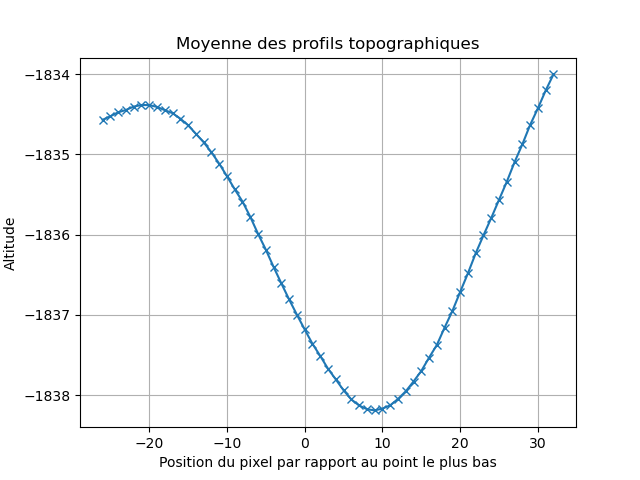 Moyenne des profils topographiques
−1834
−1835
−1836
−1837
−1838
Altitude
−20 −10 0 10 20 30
Position du pixel par rapport au point le plus bas